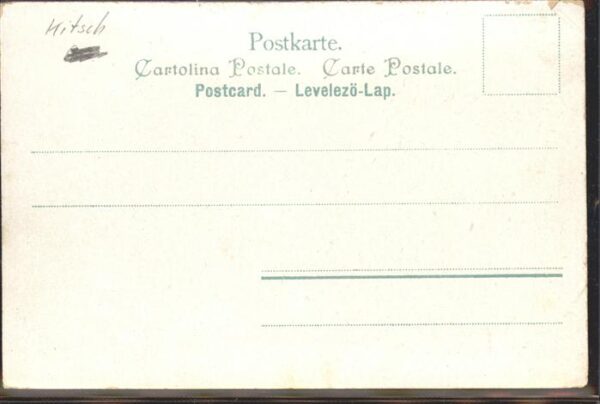 Kitsch
Postkarte.
Cartolina Postale. Carte Postale.
Postcard. — Levelező-Lap.